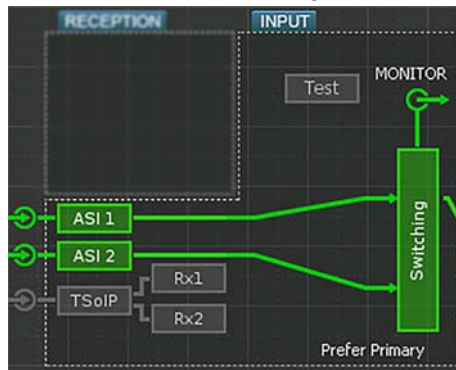 RECEPTION
INPUT
Test
MONITOR
ASI 1
ASI 2
TSoIP
Rx1
Rx2
Switching
Prefer Primary